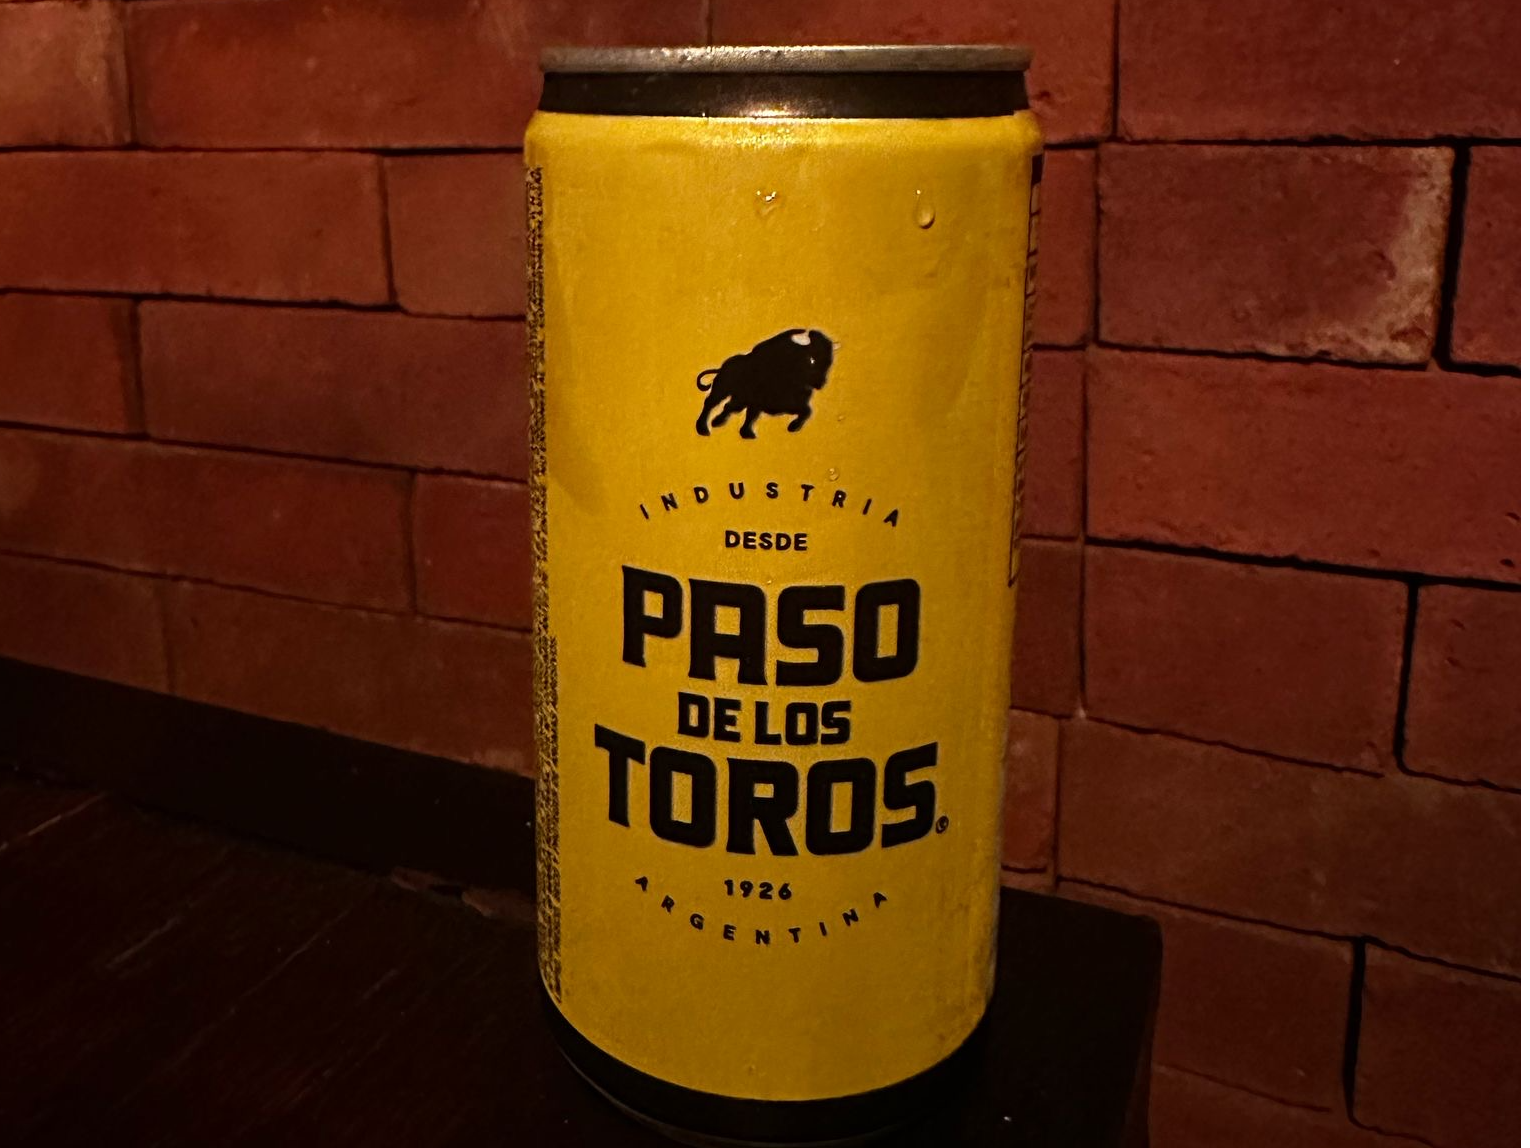 INDUSTRIA
DESDE
PASO
DE LOS
TOROS
1926
ARGENTINA